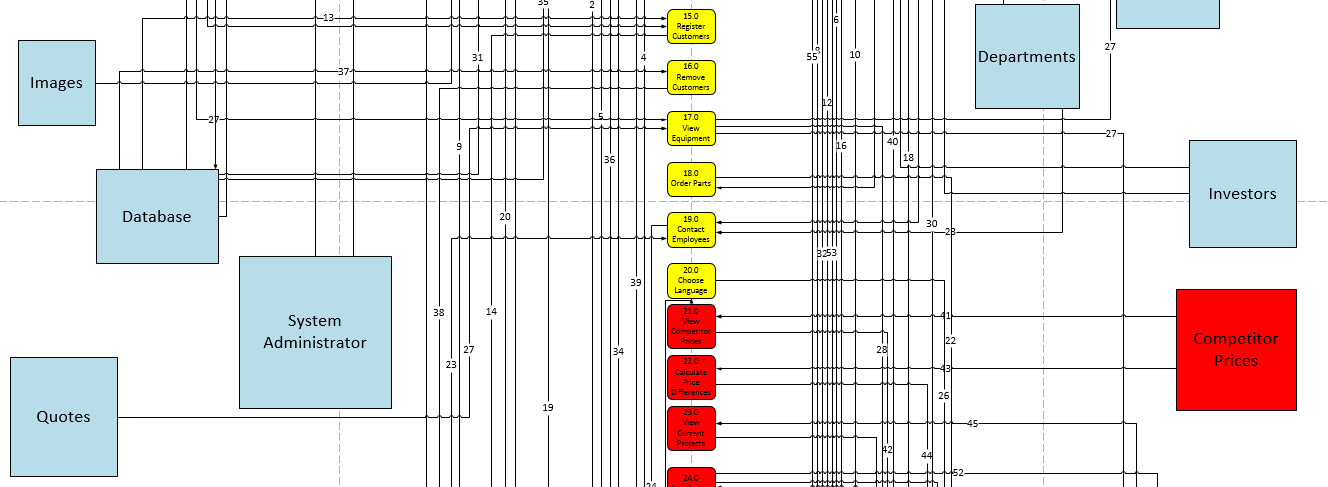 35
2
13
15.0
Register
Customers
6
27
Departments
31
4
8
55
10
Images
37
16.0
Remove
Customers
12
27
5
17.0
View
Equipment
27
9
36
16
40
18
18.0
Order Parts
Investors
Database
20
19.0
Contact
Employees
30
23
32
53
39
20.0
Choose
Language
38
14
21.0
View
Competitor
Prices
41
System
Administrator
Competitor
Prices
27
34
28
22
23
22.0
Calculate
Price
Differences
43
26
19
Quotes
23.0
View
Current
Projects
45
42
44
24.0
52